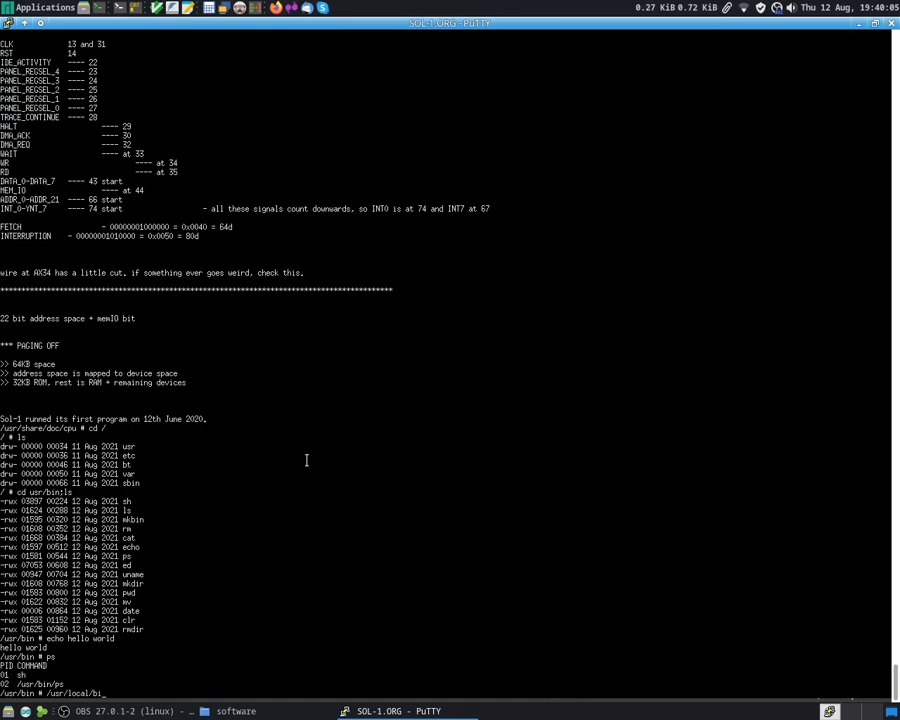 Applications
0.27 KiB 0.72 KiB
Thu 12 Aug, 19:40:05
SOL-1.ORG - PuTTY
CLK 13 and 31
RST 14
IDE_ACTIVITY ---- 22
PANEL_REGSEL_4 ---- 23
PANEL_REGSEL_3 ---- 24
PANEL_REGSEL_2 ---- 25
PANEL_REGSEL_1 ---- 26
PANEL_REGSEL_0 ---- 27
TRACE_CONTINUE ---- 28
HALT ---- 29
DMA_ACK ---- 30
DMA_REQ ---- 32
WAIT ---- at 33
WR ---- at 34
RD ---- at 35
DATA_0-DATA_7 ---- 43 start
MEM_IO ---- at 44
ADDR_0-ADDR_21 ---- 66 start
INT_0-YNT_7 ---- 74 start - all these signals count downwards, so INT0 is at 74 and INT7 at 67
FETCH - 00000001000000 = 0x0040 = 64d
INTERRUPTION - 00000001010000 = 0x0050 = 80d
wire at AX34 has a little cut. if something ever goes weird, check this.
*********************************************************************************************
22 bit address space + memIO bit
*** PAGING OFF
>> 64KB space
>> address space is mapped to device space
>> 32KB ROM, rest is RAM + remaining devices
Sol-1 runned its first program on 12th June 2020.
/usr/share/doc/cpu # cd /
/ # ls
drw- 00000 00034 11 Aug 2021 usr
drw- 00000 00036 11 Aug 2021 etc
drw- 00000 00046 11 Aug 2021 bt
drw- 00000 00050 11 Aug 2021 var
drw- 00000 00066 11 Aug 2021 sbin
/ # cd usr/bin;ls
-rwx 03897 00224 12 Aug 2021 sh
-rwx 01624 00288 12 Aug 2021 ls
-rwx 01595 00320 12 Aug 2021 mkbin
-rwx 01608 00352 12 Aug 2021 rm
-rwx 01668 00384 12 Aug 2021 cat
-rwx 01597 00512 12 Aug 2021 echo
-rwx 01581 00544 12 Aug 2021 ps
-rwx 07053 00608 12 Aug 2021 ed
-rwx 00947 00704 12 Aug 2021 uname
-rwx 01608 00768 12 Aug 2021 mkdir
-rwx 01583 00800 12 Aug 2021 pwd
-rwx 01622 00832 12 Aug 2021 mv
-rwx 00006 00864 12 Aug 2021 date
-rwx 01583 01152 12 Aug 2021 clr
-rwx 01625 00960 12 Aug 2021 rmdir
/usr/bin # echo hello world
hello world
/usr/bin # ps
PID COMMAND
01 sh
02 /usr/bin/ps
/usr/bin # /usr/local/bi_
OBS 27.0.1-2 (linux) - ...
software
SOL-1.ORG - PuTTY